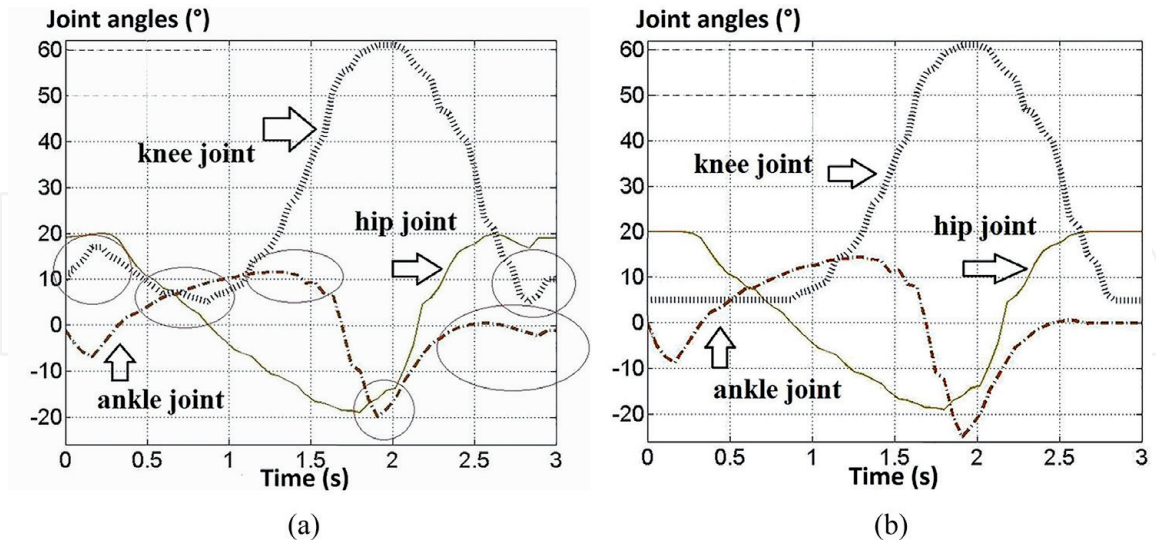 Joint angles (°)
60
50
40
30
20
10
0
-10
-20
knee joint
hip joint
ankle joint
0 0.5 1 1.5 2 2.5 3
Time (s)
(a)
Joint angles (°)
60
50
40
30
20
10
0
-10
-20
knee joint
hip joint
ankle joint
0 0.5 1 1.5 2 2.5 3
Time (s)
(b)